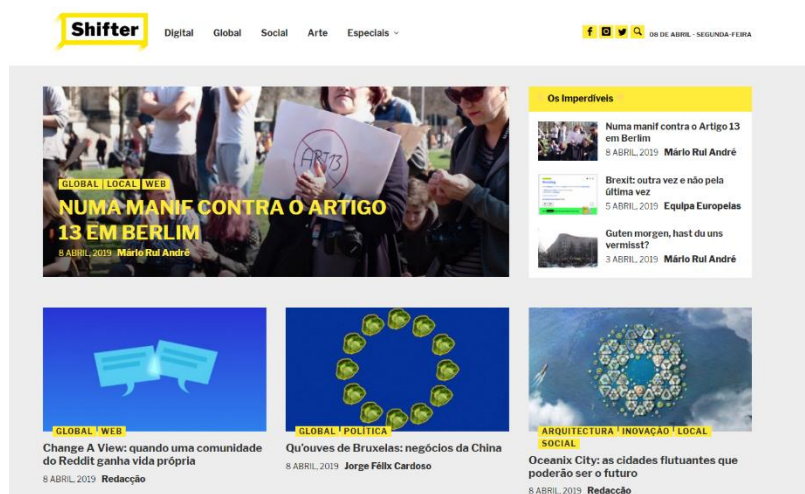 Shifter
Digital Global Social Arte Especiais
08 DE ABRIL - SEGUNDA-FEIRA
ART13
GLOBAL LOCAL WEB
NUMA MANIF CONTRA O ARTIGO
13 EM BERLIM
8 ABRIL, 2019 Mário Rui André
Os Imperdíveis
Numa manif contra o Artigo 13
em Berlim
8 ABRIL, 2019 Mário Rui André
Brexit: outra vez e não pela
última vez
5 ABRIL, 2019 Equipa Europeias
Guten morgen, hast du uns
vermisst?
3 ABRIL, 2019 Mário Rui André
GLOBAL WEB
Change A View: quando uma comunidade
do Reddit ganha vida própria
8 ABRIL, 2019 Redacção
GLOBAL POLÍTICA
Qu'ouves de Bruxelas: negócios da China
8 ABRIL, 2019 Jorge Félix Cardoso
ARQUITECTURA INOVAÇÃO LOCAL
SOCIAL
Oceanix City: as cidades flutuantes que
poderão ser o futuro
8 ABRIL, 2019 Redacção